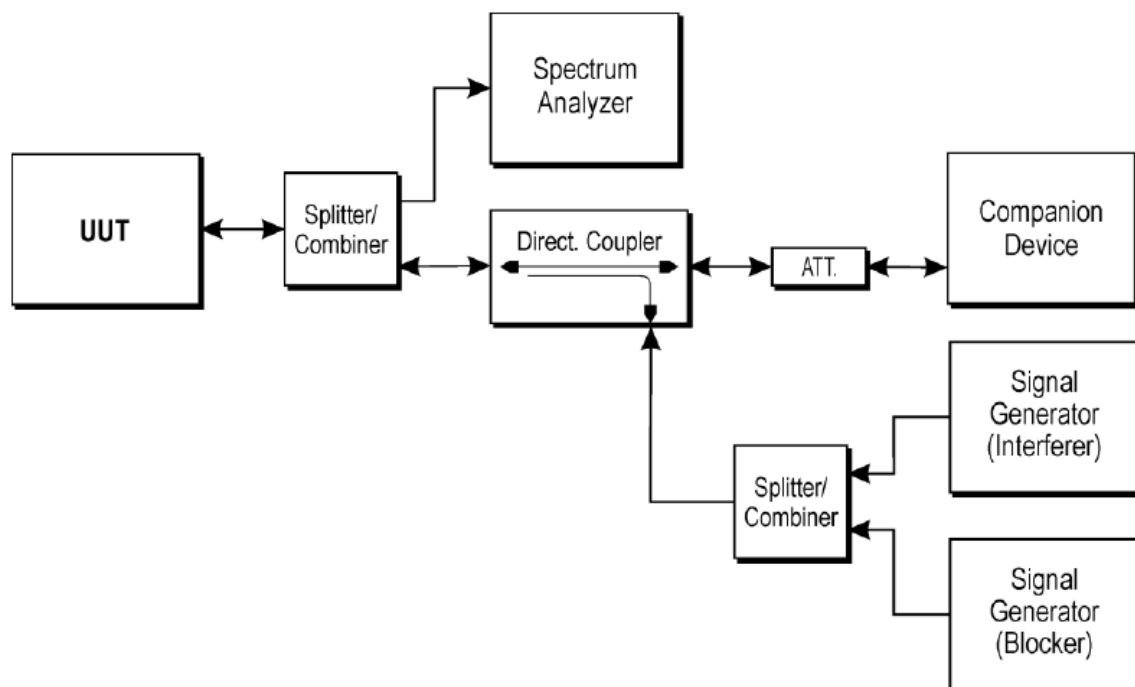 Spectrum
Analyzer
UUT
Splitter/
Combiner
Direct. Coupler
ATT.
Companion
Device
Signal
Generator
(Interferer)
Splitter/
Combiner
Signal
Generator
(Blocker)